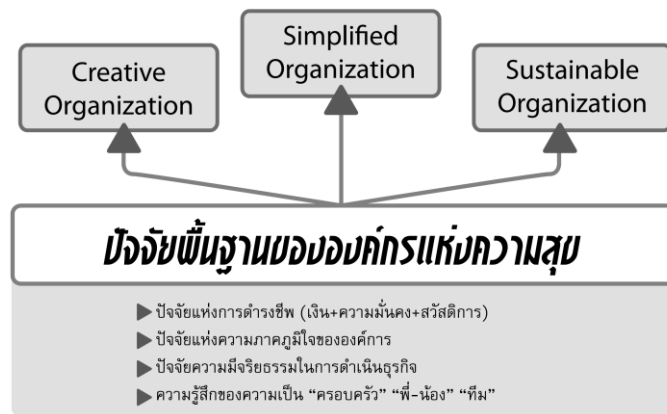 Simplified
Organization
Creative
Organization
Sustainable
Organization
ปัจจัยพื้นฐานขององค์กรแห่งความสุข
ปัจจัยแห่งการดำรงชีพ (เงิน+ความมั่นคง+สวัสดิการ)
ปัจจัยแห่งความภาคภูมิใจขององค์การ
ปัจจัยความมีจริยธรรมในการดำเนินธุรกิจ
ความรู้สึกของความเป็น “ครอบครัว” “พี่-น้อง” “ทีม”